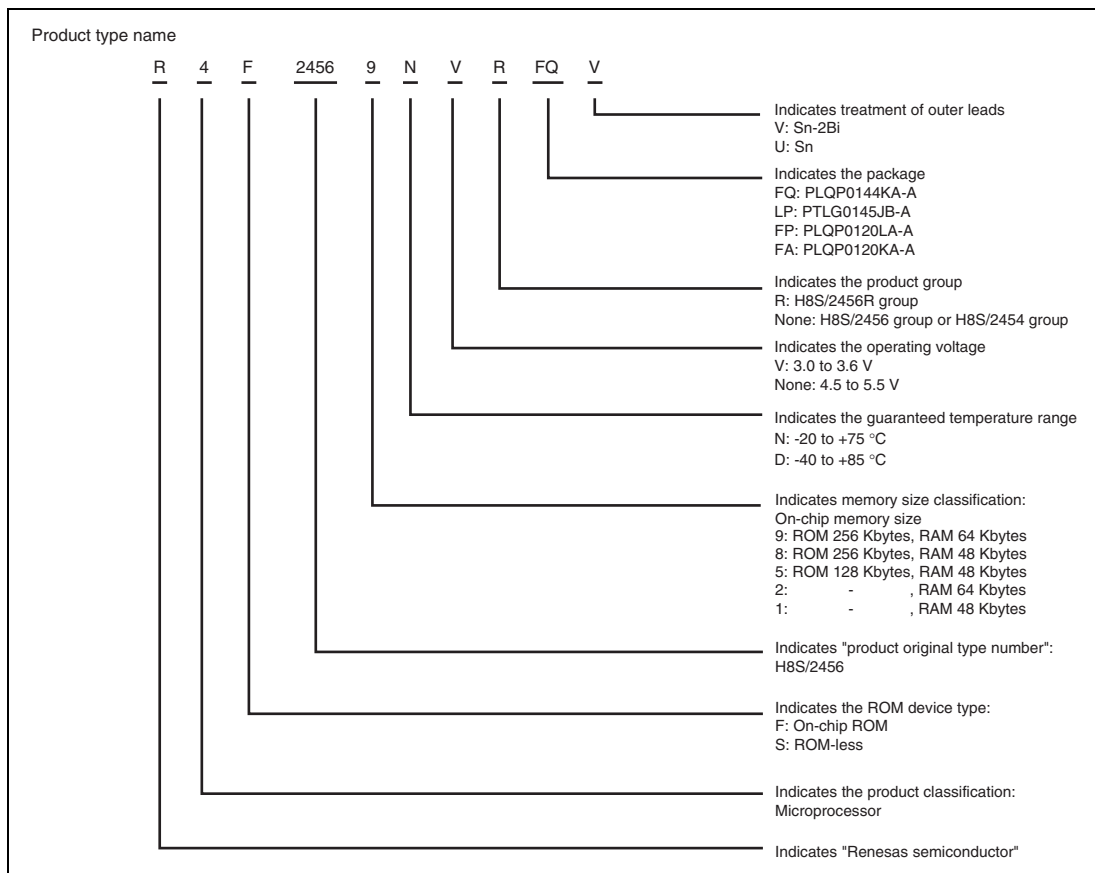 Product type name
R 4 F 2456 9 N V R FQ V
Indicates treatment of outer leads
V: Sn-2Bi
U: Sn
Indicates the package
FQ: PLQP0144KA-A
LP: PTLG0145JB-A
FP: PLQP0120LA-A
FA: PLQP0120KA-A
Indicates the product group
R: H8S/2456R group
None: H8S/2456 group or H8S/2454 group
Indicates the operating voltage
V: 3.0 to 3.6 V
None: 4.5 to 5.5 V
Indicates the guaranteed temperature range
N: -20 to +75 °C
D: -40 to +85 °C
Indicates memory size classification:
On-chip memory size
9: ROM 256 Kbytes, RAM 64 Kbytes
8: ROM 256 Kbytes, RAM 48 Kbytes
5: ROM 128 Kbytes, RAM 48 Kbytes
2: - , RAM 64 Kbytes
1: - , RAM 48 Kbytes
Indicates "product original type number":
H8S/2456
Indicates the ROM device type:
F: On-chip ROM
S: ROM-less
Indicates the product classification:
Microprocessor
Indicates "Renesas semiconductor"